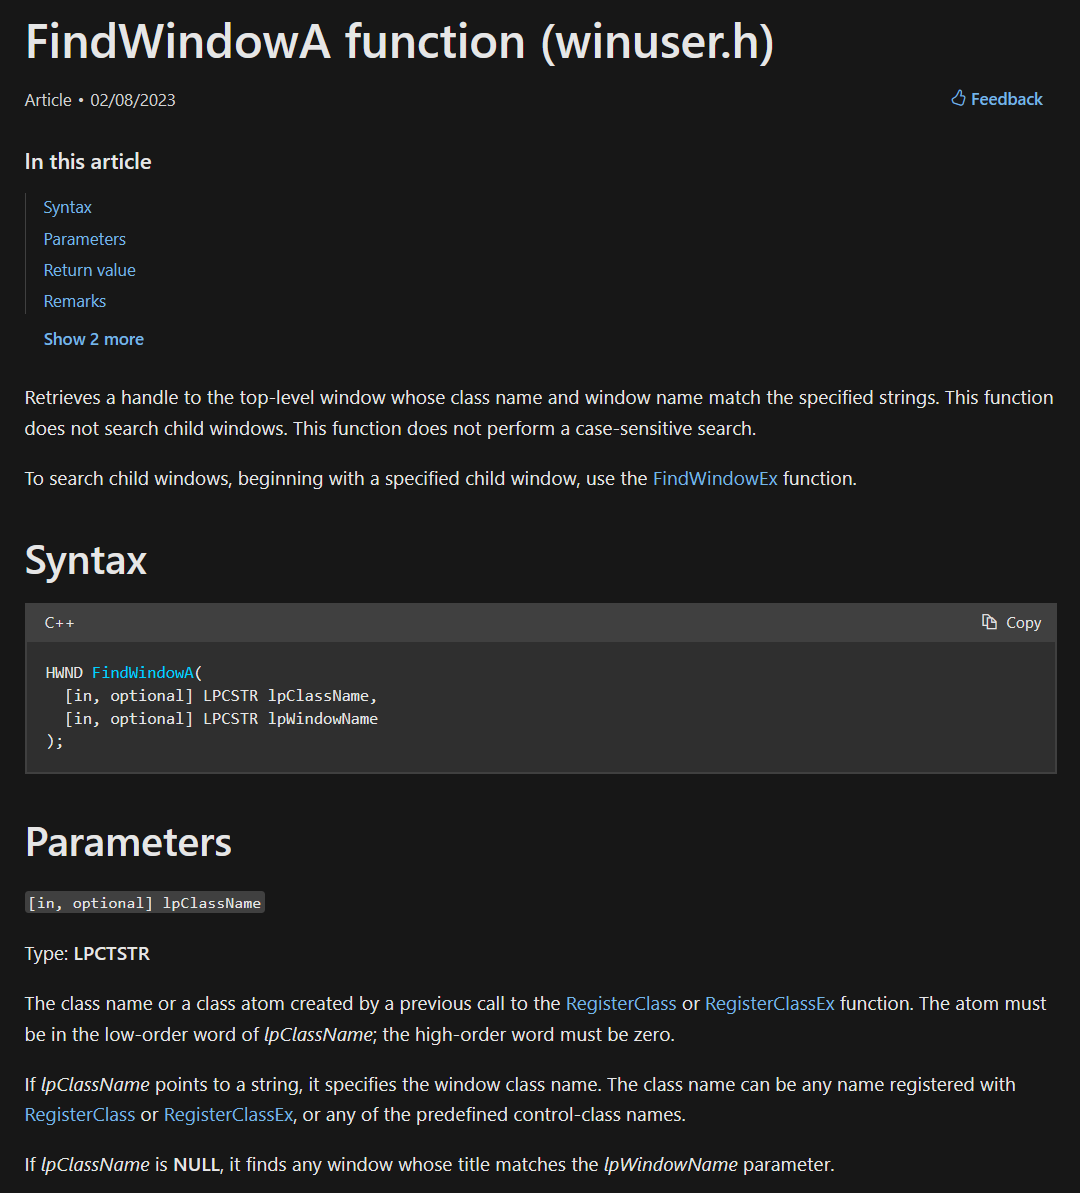 FindWindowA function (winuser.h)
Article • 02/08/2023
Feedback
In this article
Syntax
Parameters
Return value
Remarks
Show 2 more
Retrieves a handle to the top-level window whose class name and window name match the specified strings. This function
does not search child windows. This function does not perform a case-sensitive search.
To search child windows, beginning with a specified child window, use the FindWindowEx function.
Syntax
C++
Copy
HWND FindWindowA(
  [in, optional] LPCSTR lpClassName,
  [in, optional] LPCSTR lpWindowName
);
Parameters
[in, optional] lpClassName
Type: LPCTSTR
The class name or a class atom created by a previous call to the RegisterClass or RegisterClassEx function. The atom must
be in the low-order word of lpClassName; the high-order word must be zero.
If lpClassName points to a string, it specifies the window class name. The class name can be any name registered with
RegisterClass or RegisterClassEx, or any of the predefined control-class names.
If lpClassName is NULL, it finds any window whose title matches the lpWindowName parameter.